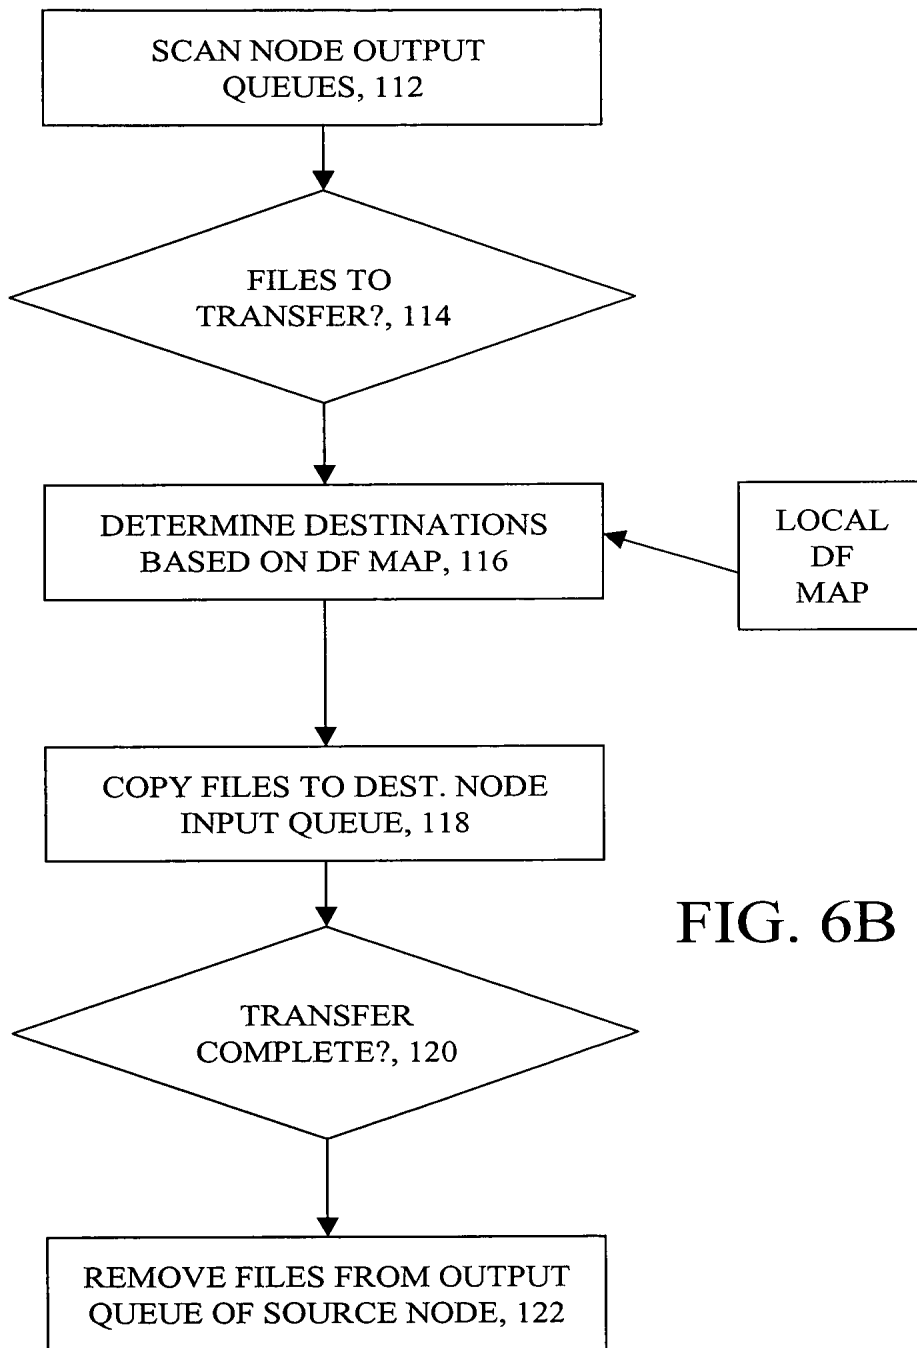 SCAN NODE OUTPUT
QUEUES, 112
FILES TO
TRANSFER?, 114
DETERMINE DESTINATIONS
BASED ON DF MAP, 116
LOCAL
DF
MAP
COPY FILES TO DEST. NODE
INPUT QUEUE, 118
FIG. 6B
TRANSFER
COMPLETE?, 120
REMOVE FILES FROM OUTPUT
QUEUE OF SOURCE NODE, 122